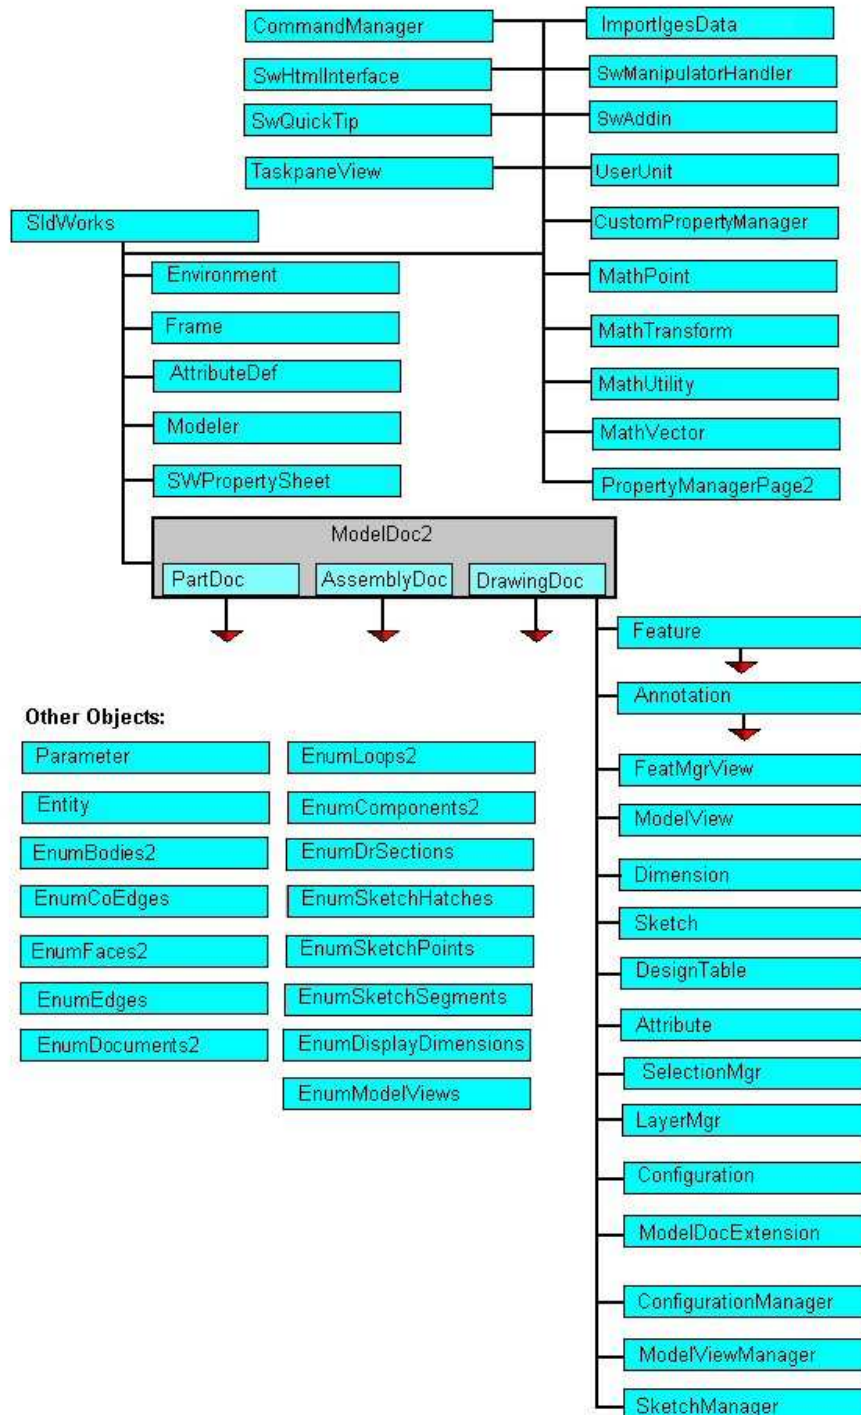 CommandManager
ImportIgesData
SwHtmlInterface
SwManipulatorHandler
SwQuickTip
SwAddin
TaskpaneView
UserUnit
SldWorks
CustomPropertyManager
Environment
MathPoint
Frame
MathTransform
AttributeDef
MathUtility
Modeler
MathVector
SWPropertySheet
PropertyManagerPage2
ModelDoc2
PartDoc
AssemblyDoc
DrawingDoc
Feature
Annotation
FeatMgrView
ModelView
Dimension
Sketch
DesignTable
Attribute
SelectionMgr
LayerMgr
Configuration
ModelDocExtension
ConfigurationManager
ModelViewManager
SketchManager
Other Objects:
Parameter
Entity
EnumBodies2
EnumCoEdges
EnumFaces2
EnumEdges
EnumDocuments2
EnumLoops2
EnumComponents2
EnumDrSections
EnumSketchHatches
EnumSketchPoints
EnumSketchSegments
EnumDisplayDimensions
EnumModelViews